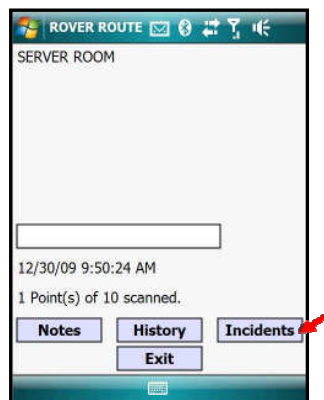 ROVER ROUTE
SERVER ROOM
12/30/09 9:50:24 AM
1 Point(s) of 10 scanned.
Notes History Incidents
Exit